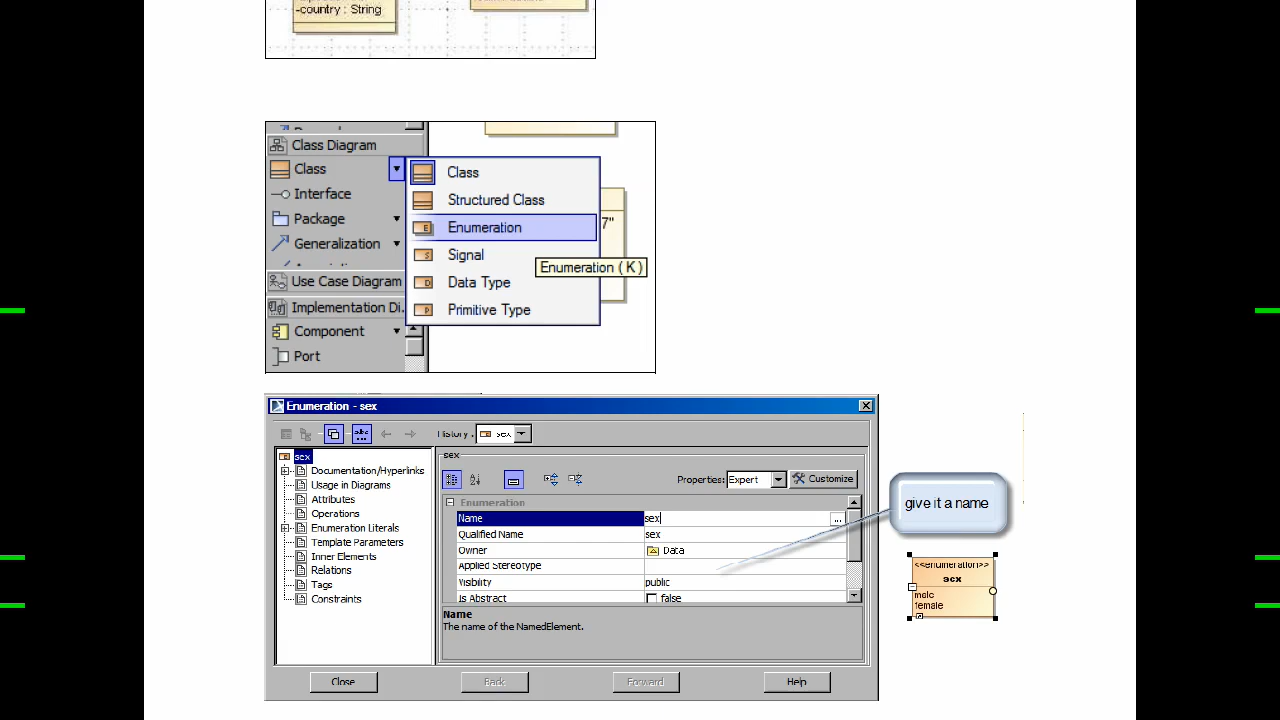 -country : String
Class Diagram
Class
Interface
Package
Generalization
Use Case Diagram
Implementation Di...
Component
Port
Class
Structured Class
Enumeration
Signal
Data Type
Primitive Type
7"
Enumeration ( K )
Enumeration - sex
History :
sex
sex
Documentation/Hyperlinks
Usage in Diagrams
Attributes
Operations
Enumeration Literals
Template Parameters
Inner Elements
Relations
Tags
Constraints
sex
Properties: Expert Customize
Enumeration
Name sex ...
Qualified Name sex
Owner Data
Applied Stereotype
Visibility public
Is Abstract false
Name
The name of the NamedElement.
Close Back Forward Help
give it a name
<<enumeration>>
sex
male
female